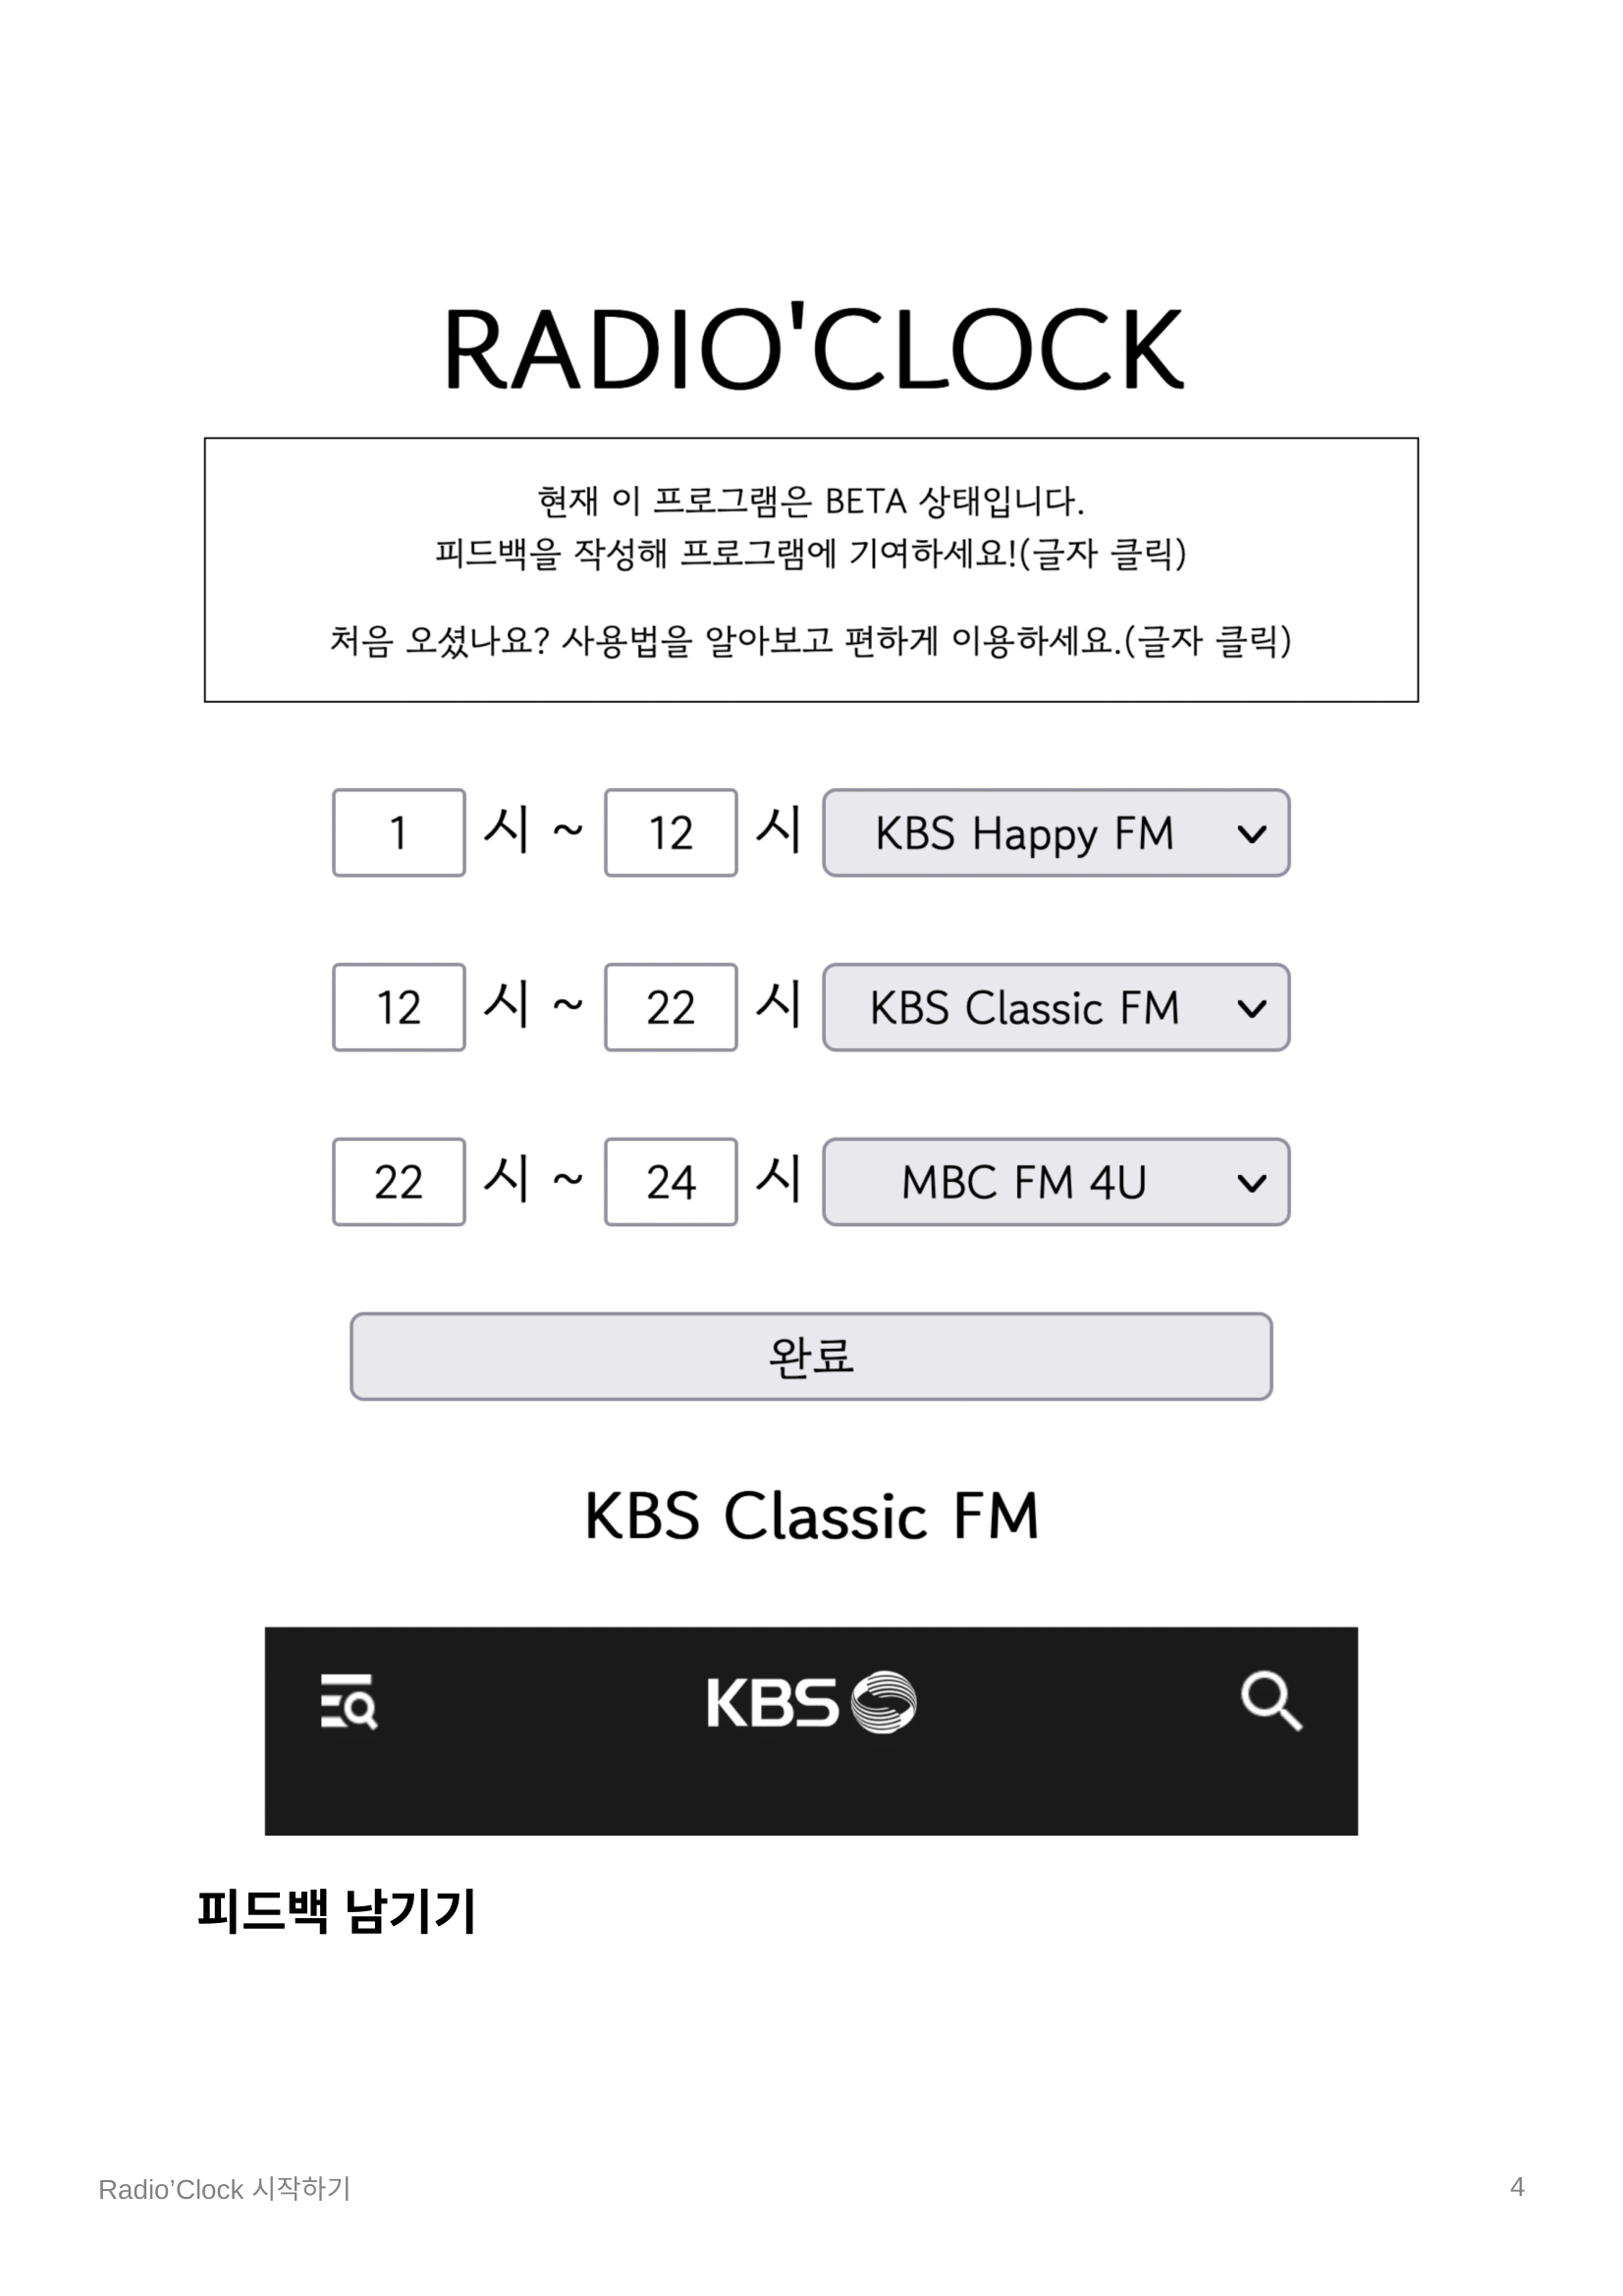 RADIO'CLOCK
현재 이 프로그램은 BETA 상태입니다.
피드백을 작성해 프로그램에 기여하세요!(글자 클릭)
처음 오셨나요? 사용법을 알아보고 편하게 이용하세요.(글자 클릭)
1 시 ~ 12 시 KBS Happy FM
12 시 ~ 22 시 KBS Classic FM
22 시 ~ 24 시 MBC FM 4U
완료
KBS Classic FM
KBS
피드백 남기기
Radio’Clock 시작하기 4